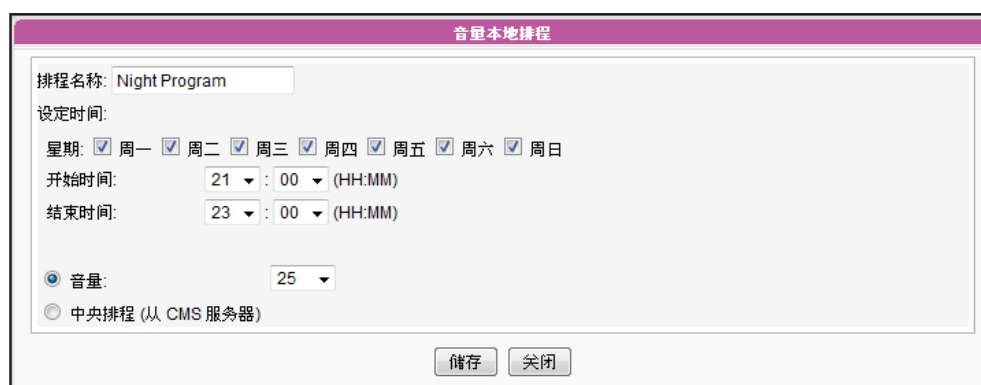 音量本地排程
排程名称: Night Program
设定时间:
星期: 周一 周二 周三 周四 周五 周六 周日
开始时间: 21 : 00 (HH:MM)
结束时间: 23 : 00 (HH:MM)
音量: 25
中央排程 (从 CMS 服务器)
储存 关闭